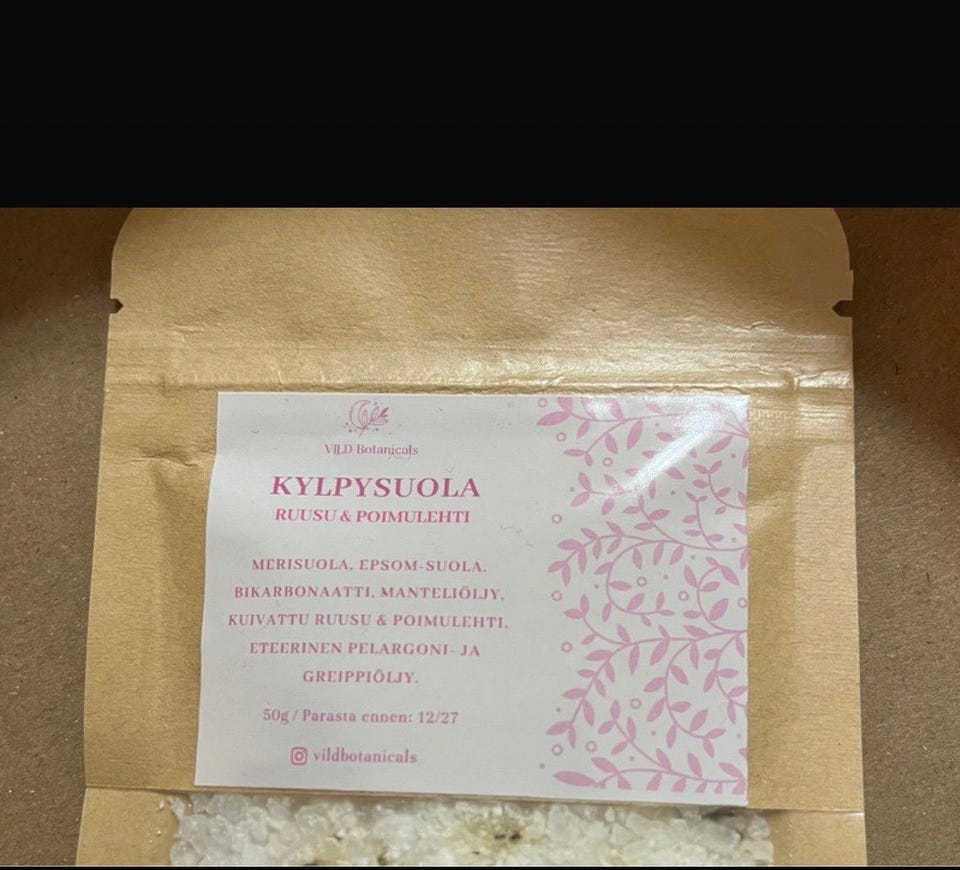 VILD Botanicals
KYLPYSUOLA
RUUSU & POIMULEHTI
MERISUOLA, EPSOM-SUOLA,
BIKARBONAATTI, MANTELIÖLJY,
KUIVATTU RUUSU & POIMULEHTI,
ETEERINEN PELARGONI- JA
GREIPPIÖLJY.
50g / Parasta ennen: 12/27
vildbotanicals